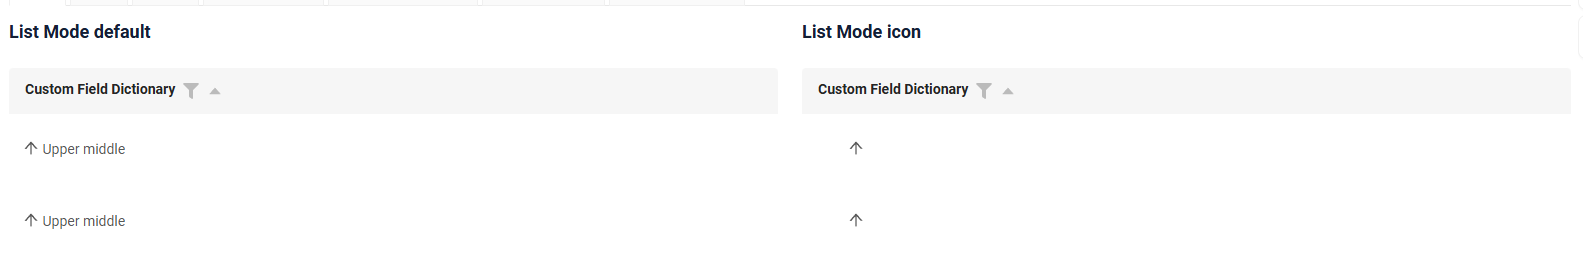 List Mode default
Custom Field Dictionary
Upper middle
Upper middle
List Mode icon
Custom Field Dictionary